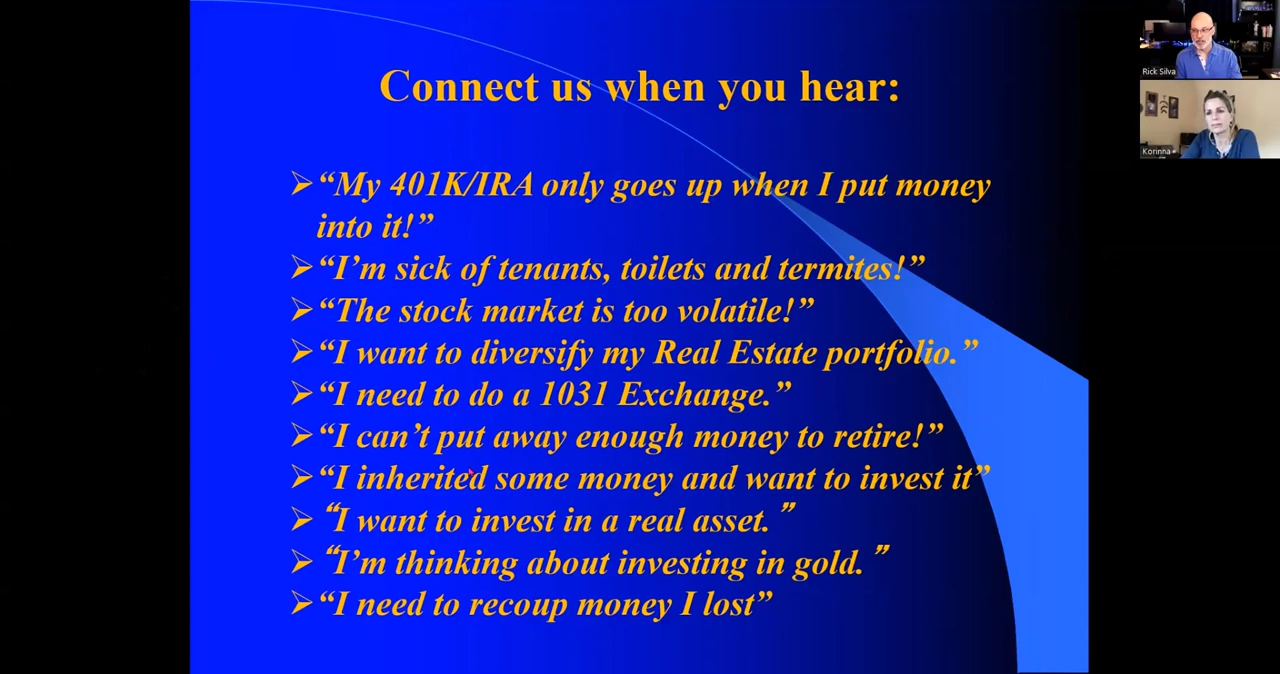 Connect us when you hear:
Rick Silva
Korinna
➢“My 401K/IRA only goes up when I put money
into it!”
➢“I’m sick of tenants, toilets and termites!”
➢“The stock market is too volatile!”
➢“I want to diversify my Real Estate portfolio.”
➢“I need to do a 1031 Exchange.”
➢“I can’t put away enough money to retire!”
➢“I inherited some money and want to invest it”
➢“I want to invest in a real asset.”
➢“I’m thinking about investing in gold.”
➢“I need to recoup money I lost”